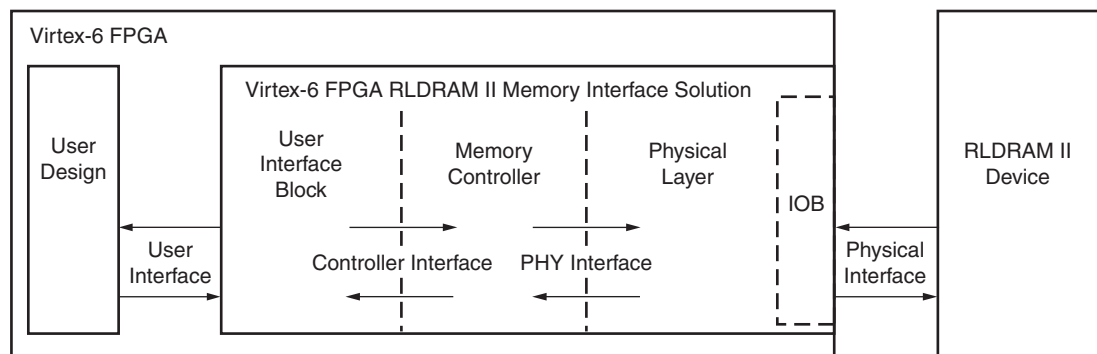 Virtex-6 FPGA
Virtex-6 FPGA RLDRAM II Memory Interface Solution
User
Design
User
Interface
Block
Memory
Controller
Physical
Layer
IOB
RLDRAM II
Device
User
Interface
Controller Interface
PHY Interface
Physical
Interface